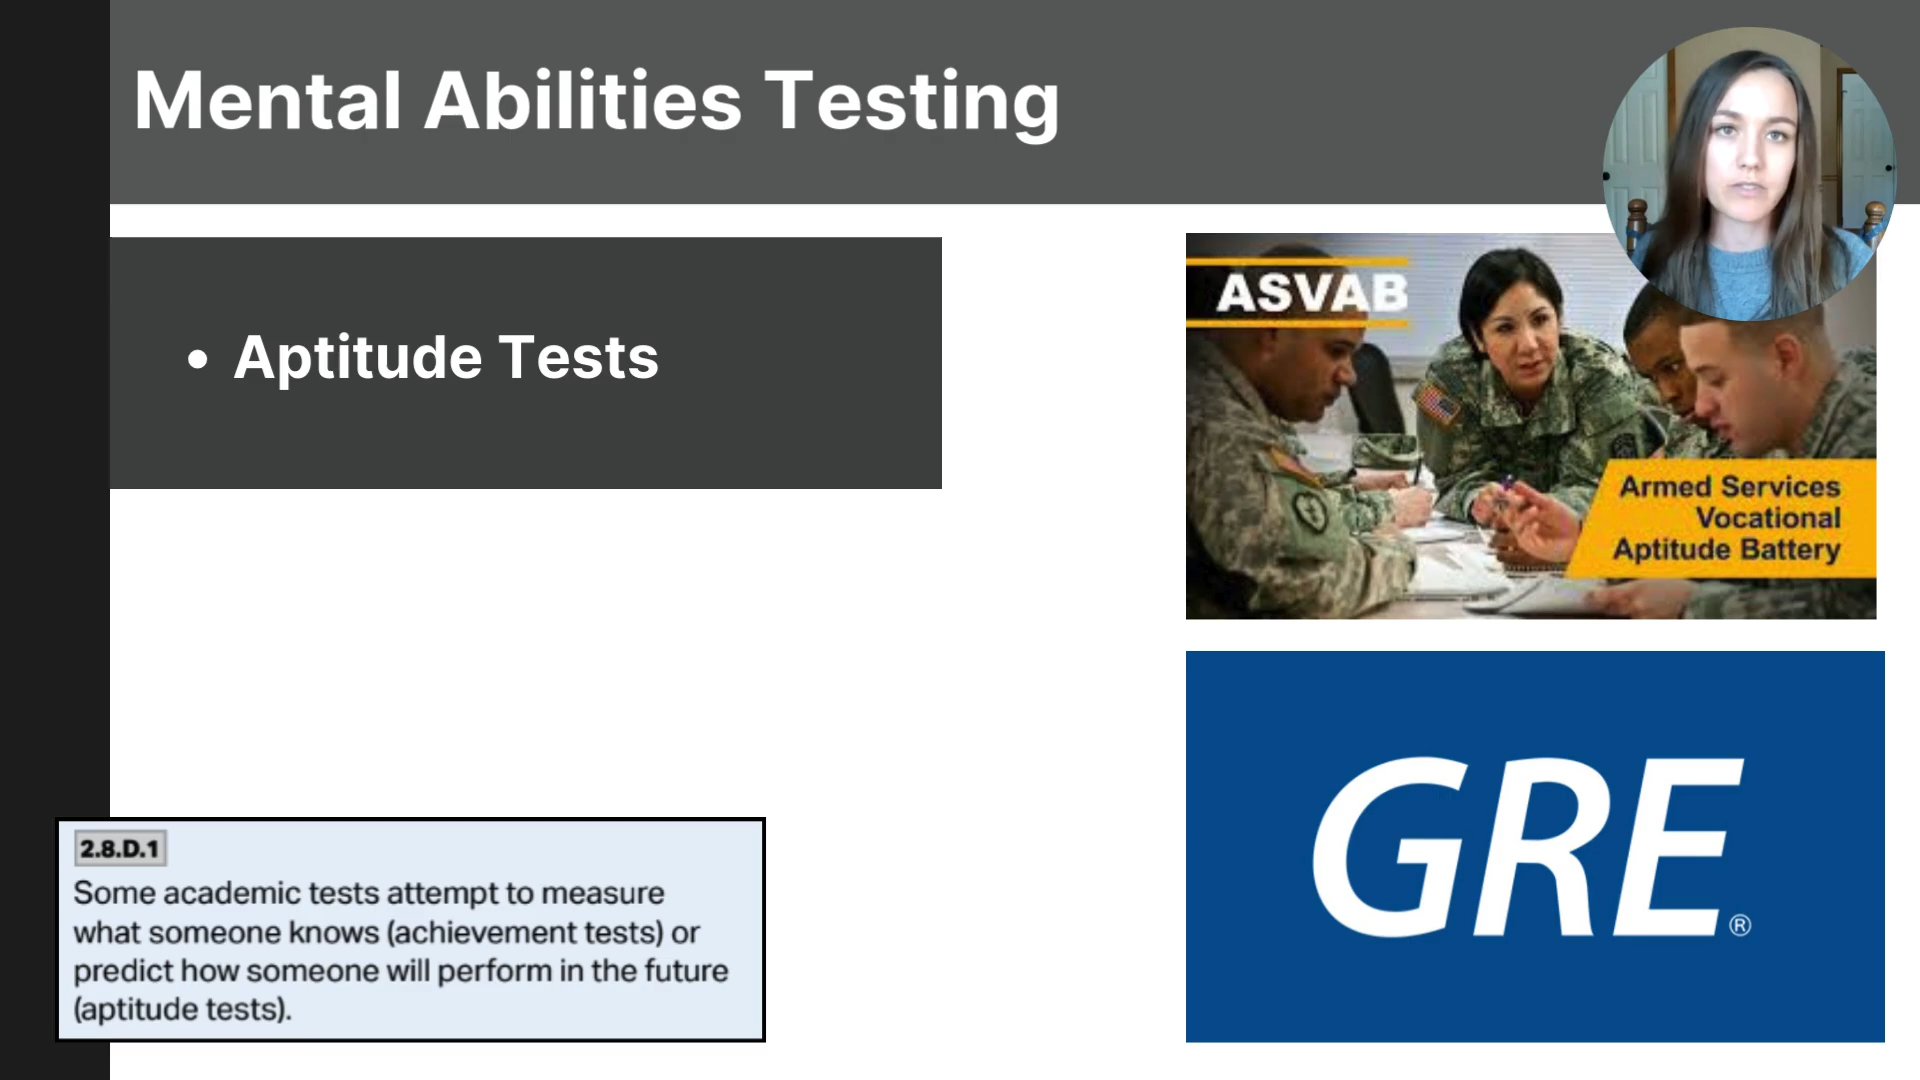 Mental Abilities Testing
• Aptitude Tests
ASVAB
Armed Services
Vocational
Aptitude Battery
GRE®
2.8.D.1
Some academic tests attempt to measure
what someone knows (achievement tests) or
predict how someone will perform in the future
(aptitude tests).